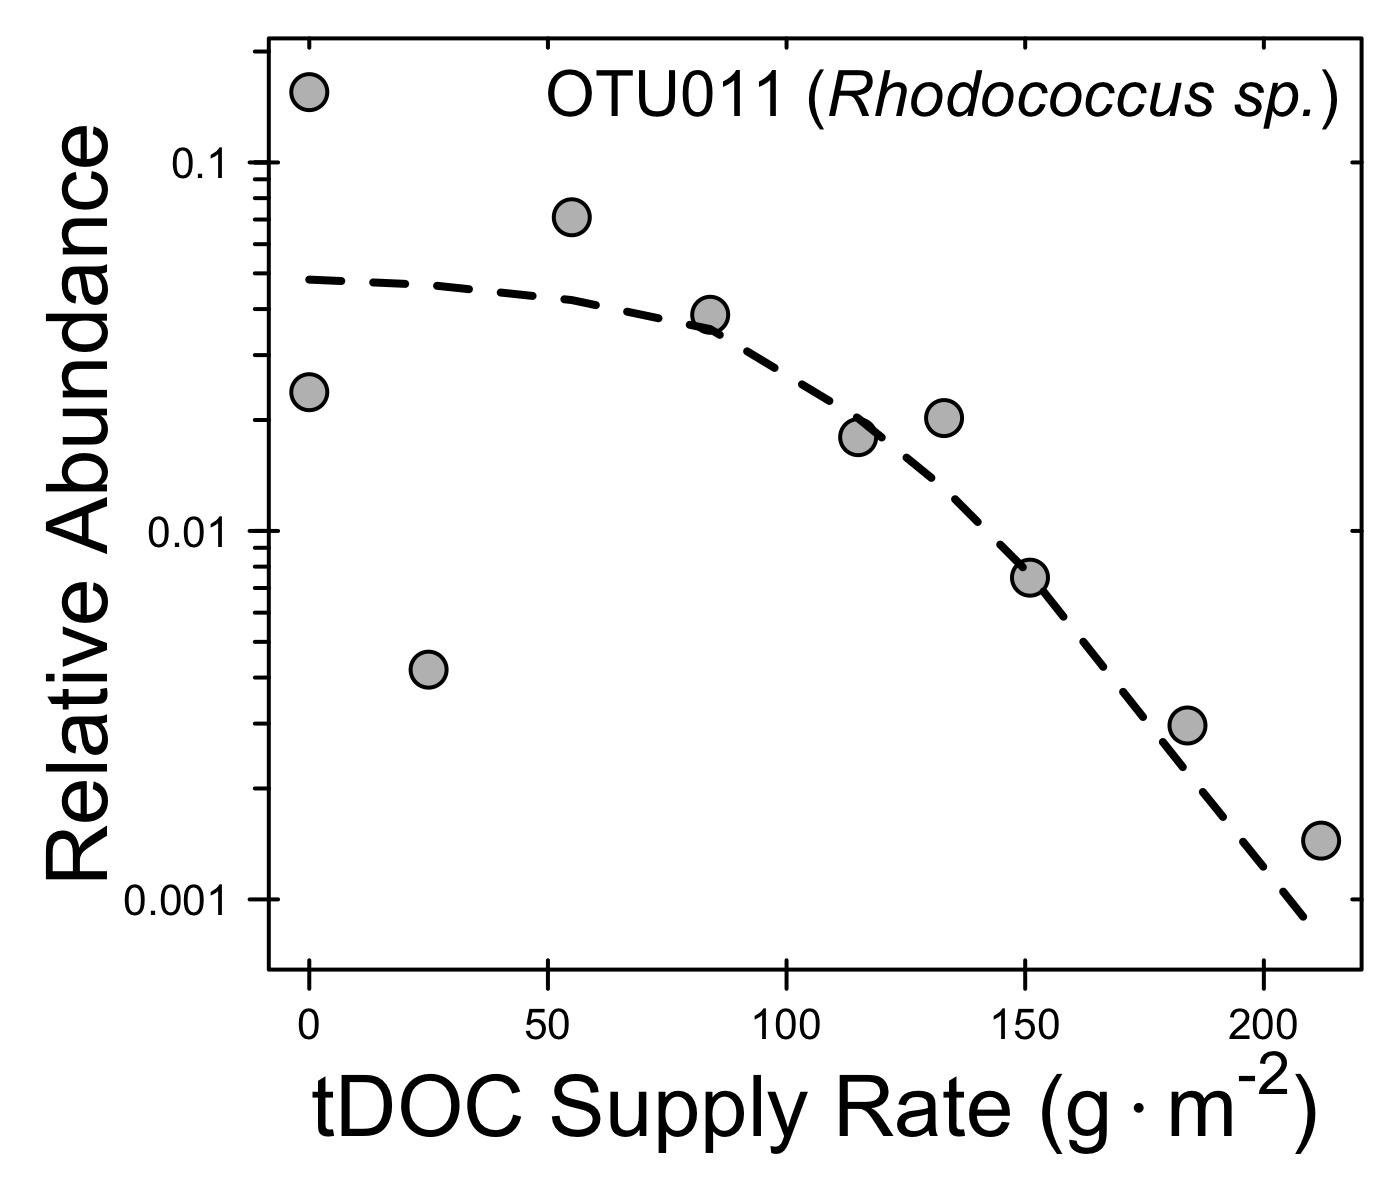 OTU011 (Rhodococcus sp.)
Relative Abundance
0.1
0.01
0.001
0 50 100 150 200
tDOC Supply Rate (g · m⁻²)